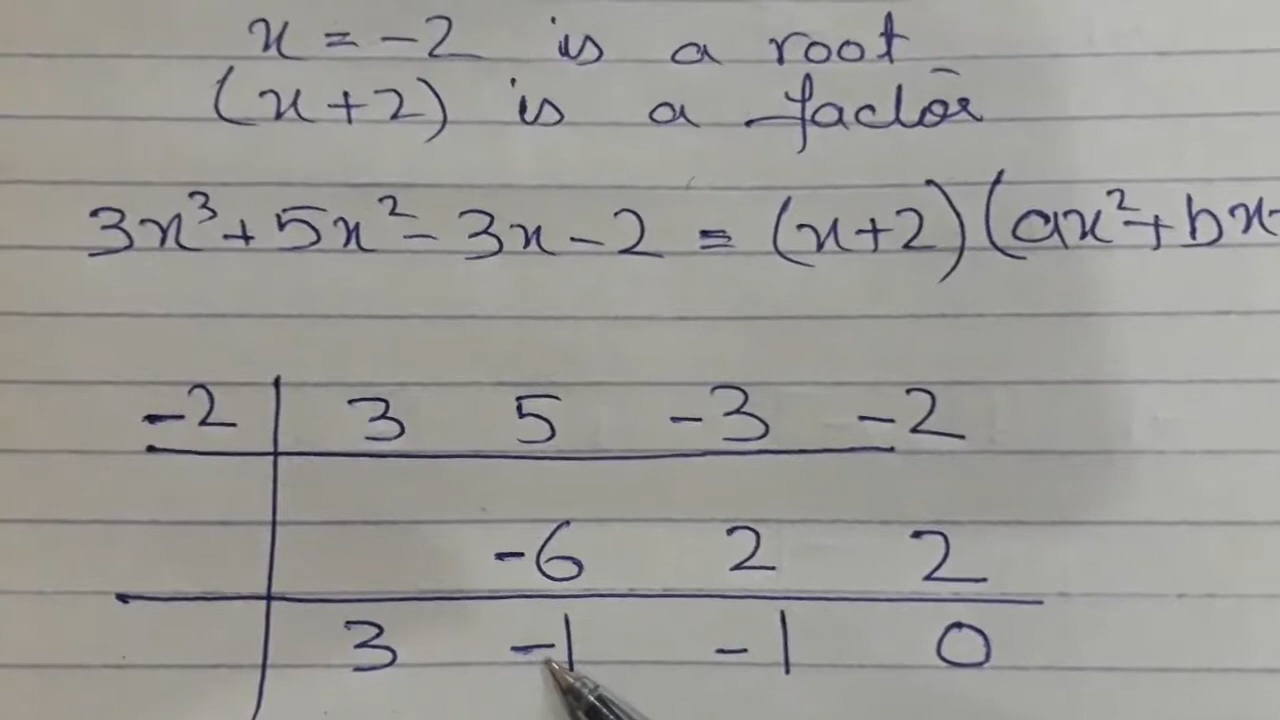 x = -2 is a root
(x+2) is a factor
3x³ + 5x² - 3x - 2 = (x+2)(ax² + bx
-2 3 5 -3 -2
-6 2 2
3 -1 -1 0